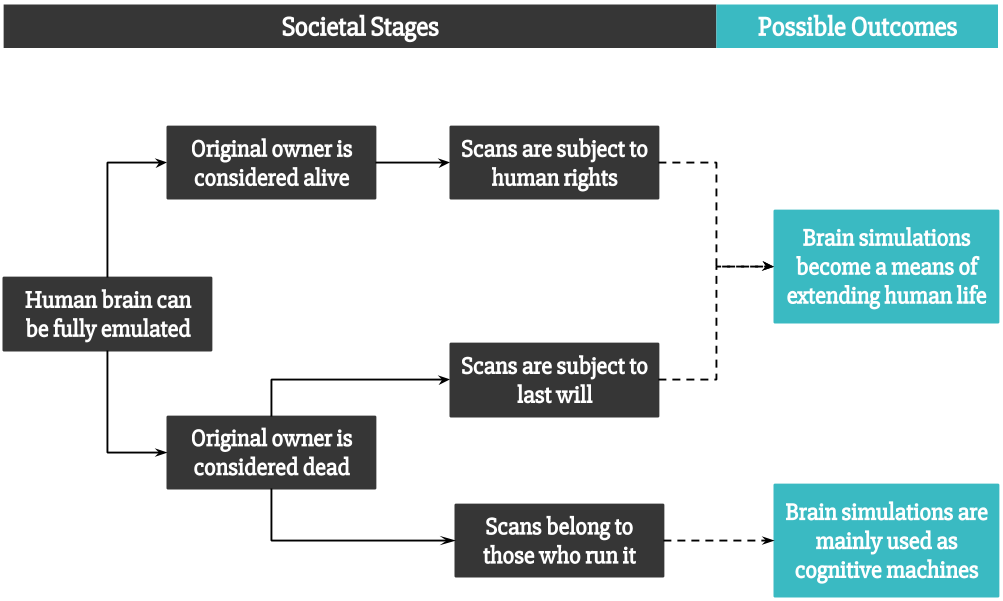 Societal Stages
Possible Outcomes
Original owner is
considered alive
Scans are subject to
human rights
Brain simulations
become a means of
extending human life
Human brain can
be fully emulated
Scans are subject to
last will
Original owner is
considered dead
Scans belong to
those who run it
Brain simulations are
mainly used as
cognitive machines